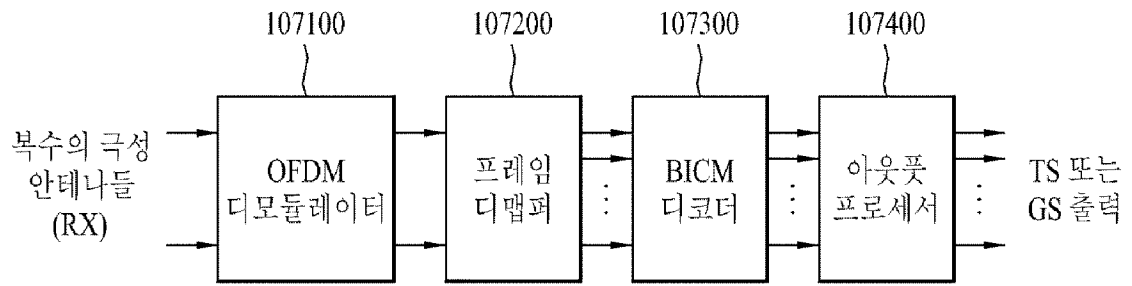 107100
107200
107300
107400
복수의 극성
안테나들
(RX)
OFDM
디모듈레이터
프레임
디맵퍼
BICM
디코더
아웃풋
프로세서
TS 또는
GS 출력